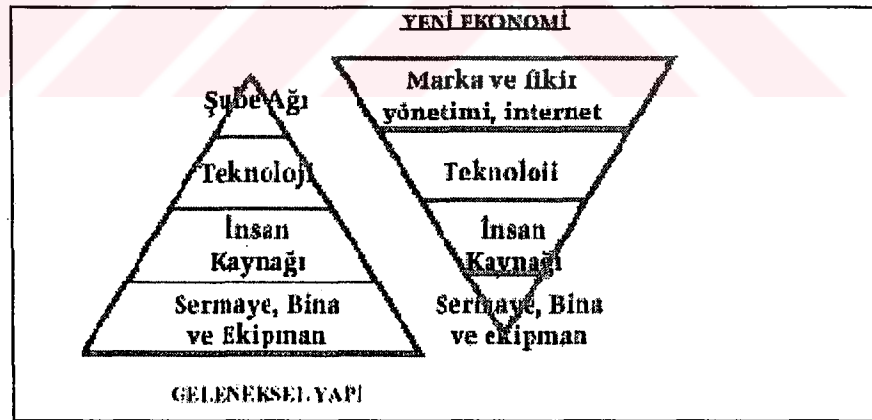 YENİ EKONOMİ
Şube Ağı
Teknoloji
İnsan
Kaynağı
Sermaye, Bina
ve Ekipman
GELENEKSEL YAPI
Marka ve fikir
yönetimi, internet
Teknoloji
İnsan
Kaynağı
Sermaye, Bina
ve ekipman